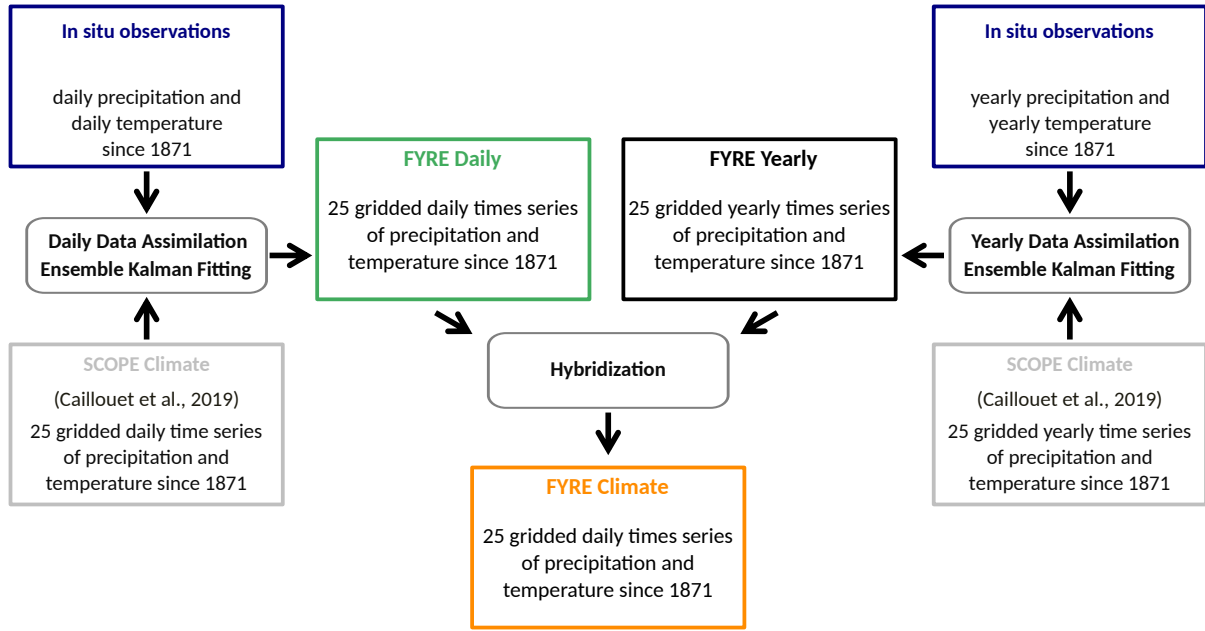 In situ observations
daily precipitation and
daily temperature
since 1871
Daily Data Assimilation
Ensemble Kalman Fitting
SCOPE Climate
(Caillouet et al., 2019)
25 gridded daily time series
of precipitation and
temperature since 1871
FYRE Daily
25 gridded daily times series
of precipitation and
temperature since 1871
FYRE Yearly
25 gridded yearly times series
of precipitation and
temperature since 1871
In situ observations
yearly precipitation and
yearly temperature
since 1871
Yearly Data Assimilation
Ensemble Kalman Fitting
SCOPE Climate
(Caillouet et al., 2019)
25 gridded yearly time series
of precipitation and
temperature since 1871
Hybridization
FYRE Climate
25 gridded daily times series
of precipitation and
temperature since 1871